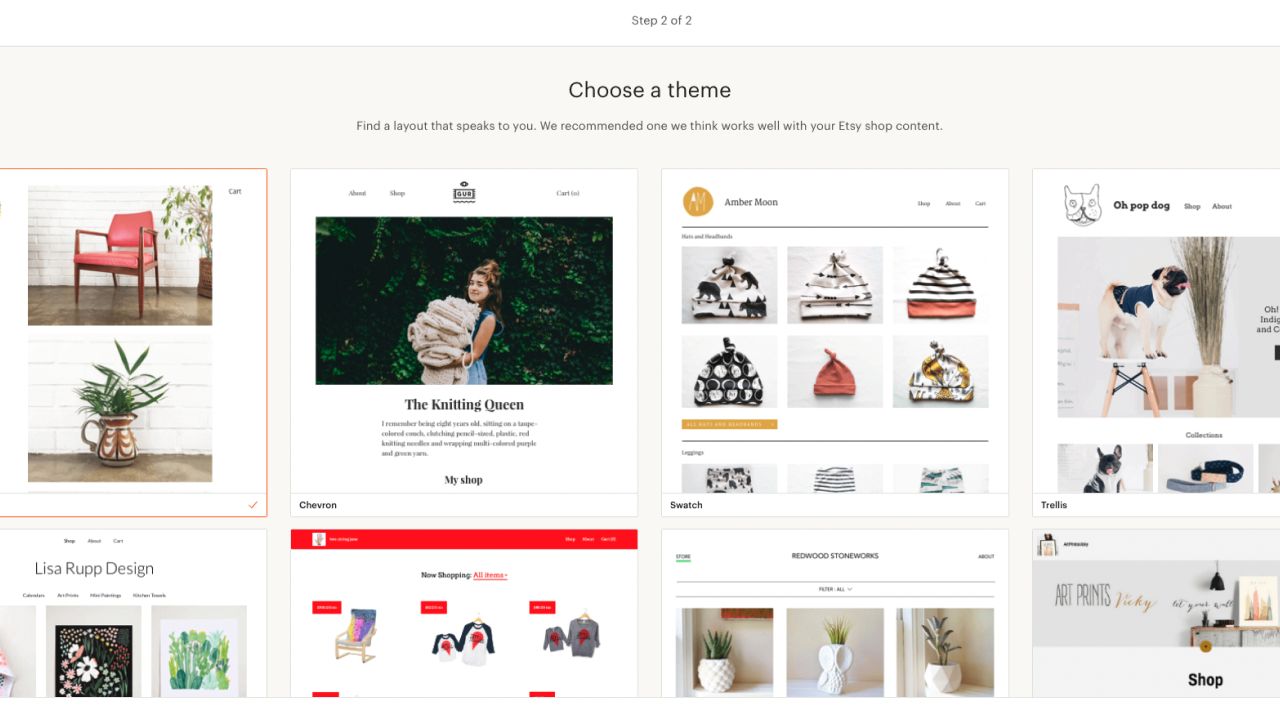 Step 2 of 2
Choose a theme
Find a layout that speaks to you. We recommended one we think works well with your Etsy shop content.
Cart
About Shop GUR Cart (0)
The Knitting Queen
I remember being eight years old, sitting on a taupe-
colored couch, clutching pencil-sized, plastic, red
knitting needles and wrapping multi-colored purple
and green yarn.
My shop
Chevron
AM Amber Moon Shop About Cart
Hats and Headbands
ALL HATS AND HEADBANDS >
Leggings
Swatch
Oh pop dog Shop About
Oh!
Indig
and C
Collections
Trellis
Shop About Cart
Lisa Rupp Design
Calendars Art Prints Mini Paintings Kitchen Towels
Shop About
Now Shopping: All items >
STORE REDWOOD STONEWORKS ABOUT
FILTER: ALL
ArtPrintsVicky
ART PRINTS Vicky let your wall
Shop